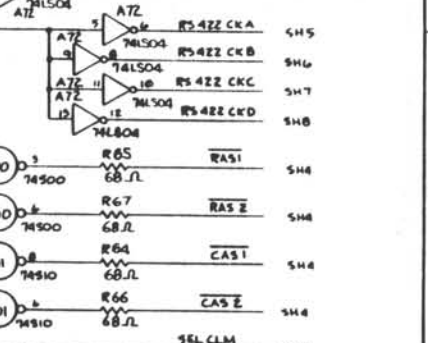 74LS04
A72
A72
5 6 RS422 CKA SH5
74LS04
9 8 RS422 CKB SH6
74LS04
A72 11 10 RS422 CKC SH7
A72
74LS04
13 12 RS422 CKD SH8
74LS04
3 R65 RAS1 SH4
74S00 68Ω
6 R67 RAS2 SH4
74S00 68Ω
8 R64 CAS1 SH4
74S10 68Ω
6 R66 CAS2 SH4
74S10 68Ω
SEL CLM